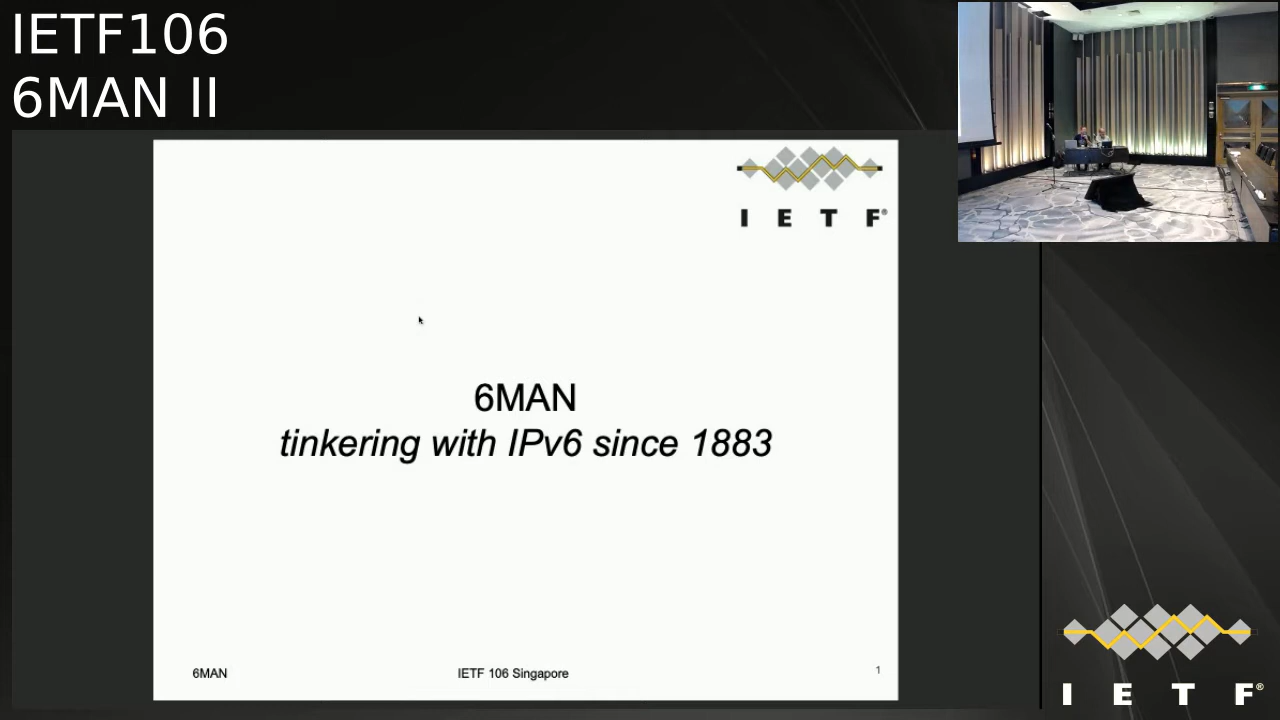 IETF106
6MAN II
I E T F®
6MAN
tinkering with IPv6 since 1883
6MAN
IETF 106 Singapore
1
I E T F®